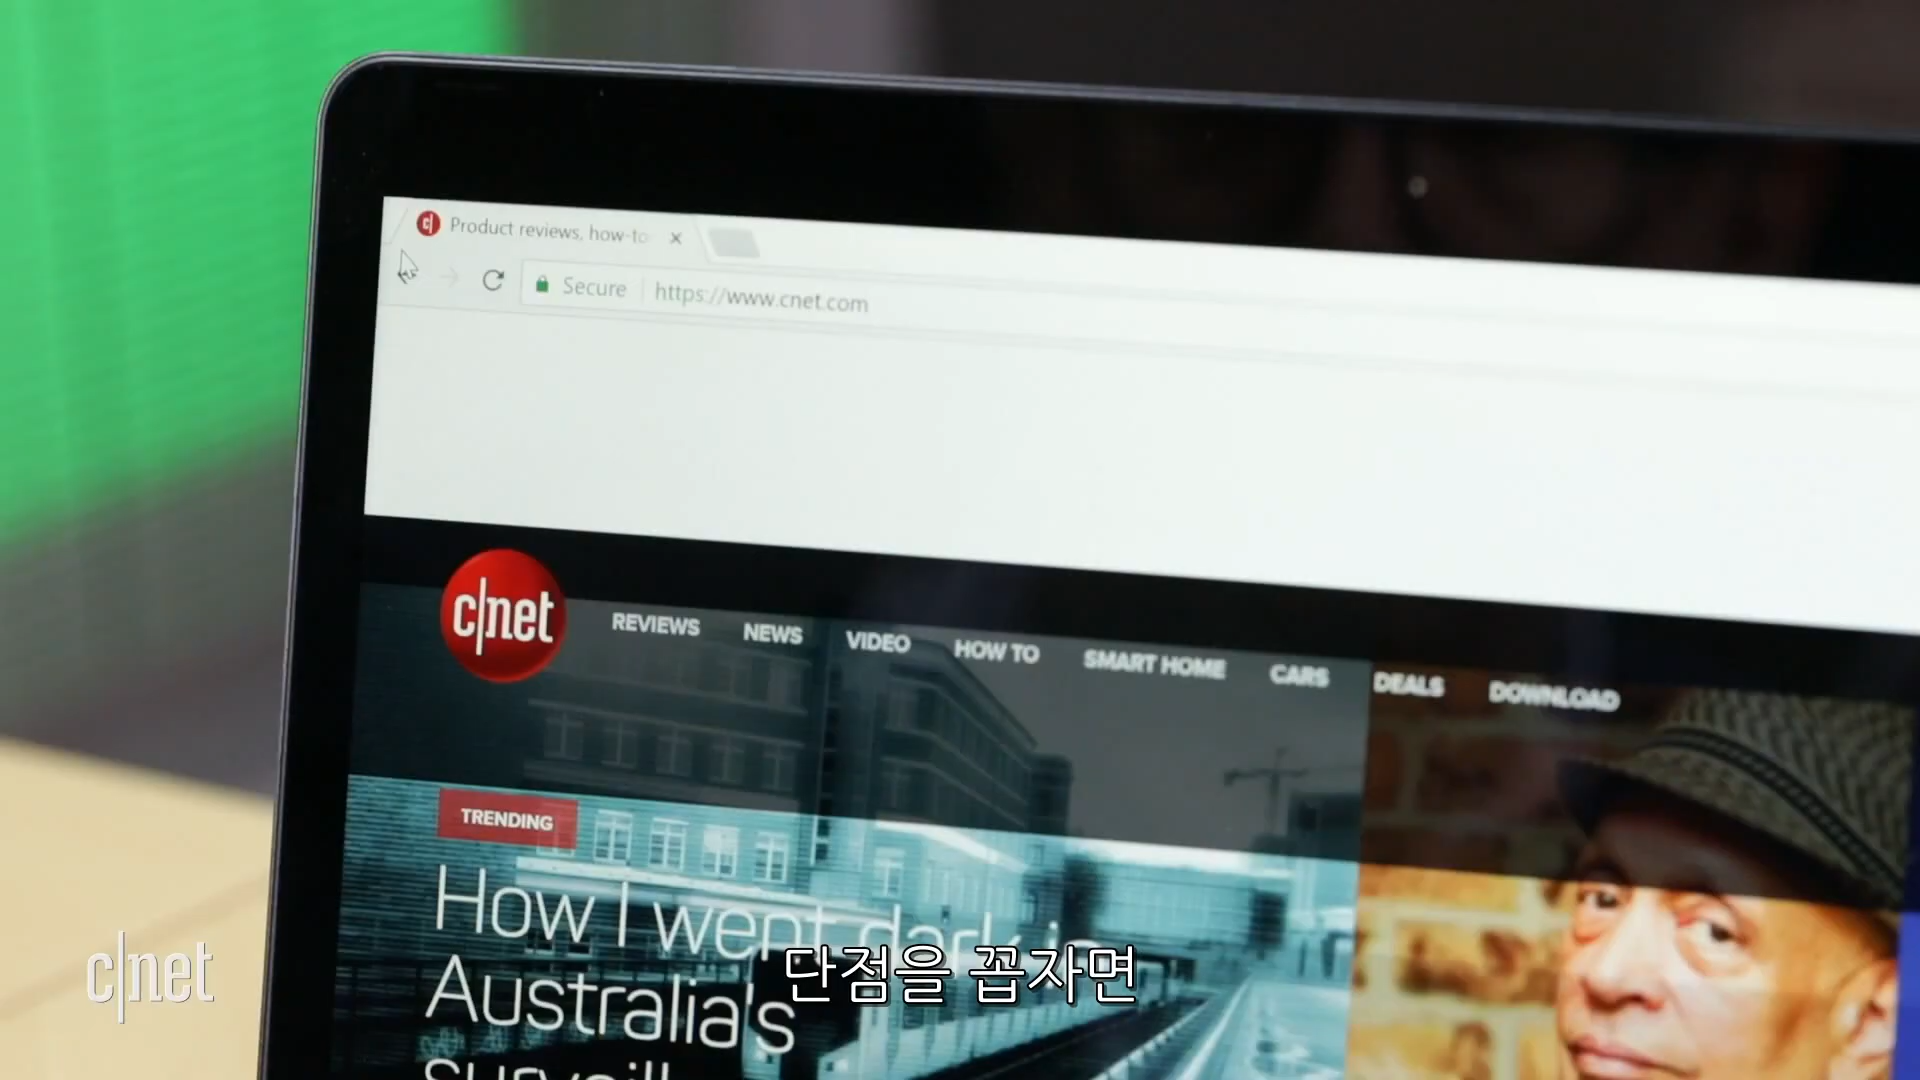 Product reviews, how-to
Secure https://www.cnet.com
c|net
REVIEWS NEWS VIDEO HOW TO SMART HOME CARS DEALS DOWNLOAD
TRENDING
How I went dark in
Australia's
c|net
단점을 꼽자면